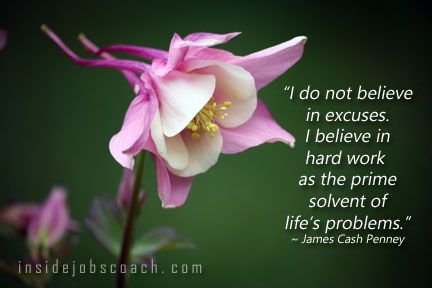 “I do not believe
in excuses.
I believe in
hard work
as the prime
solvent of
life’s problems.”
~ James Cash Penney
insidejobscoach. com